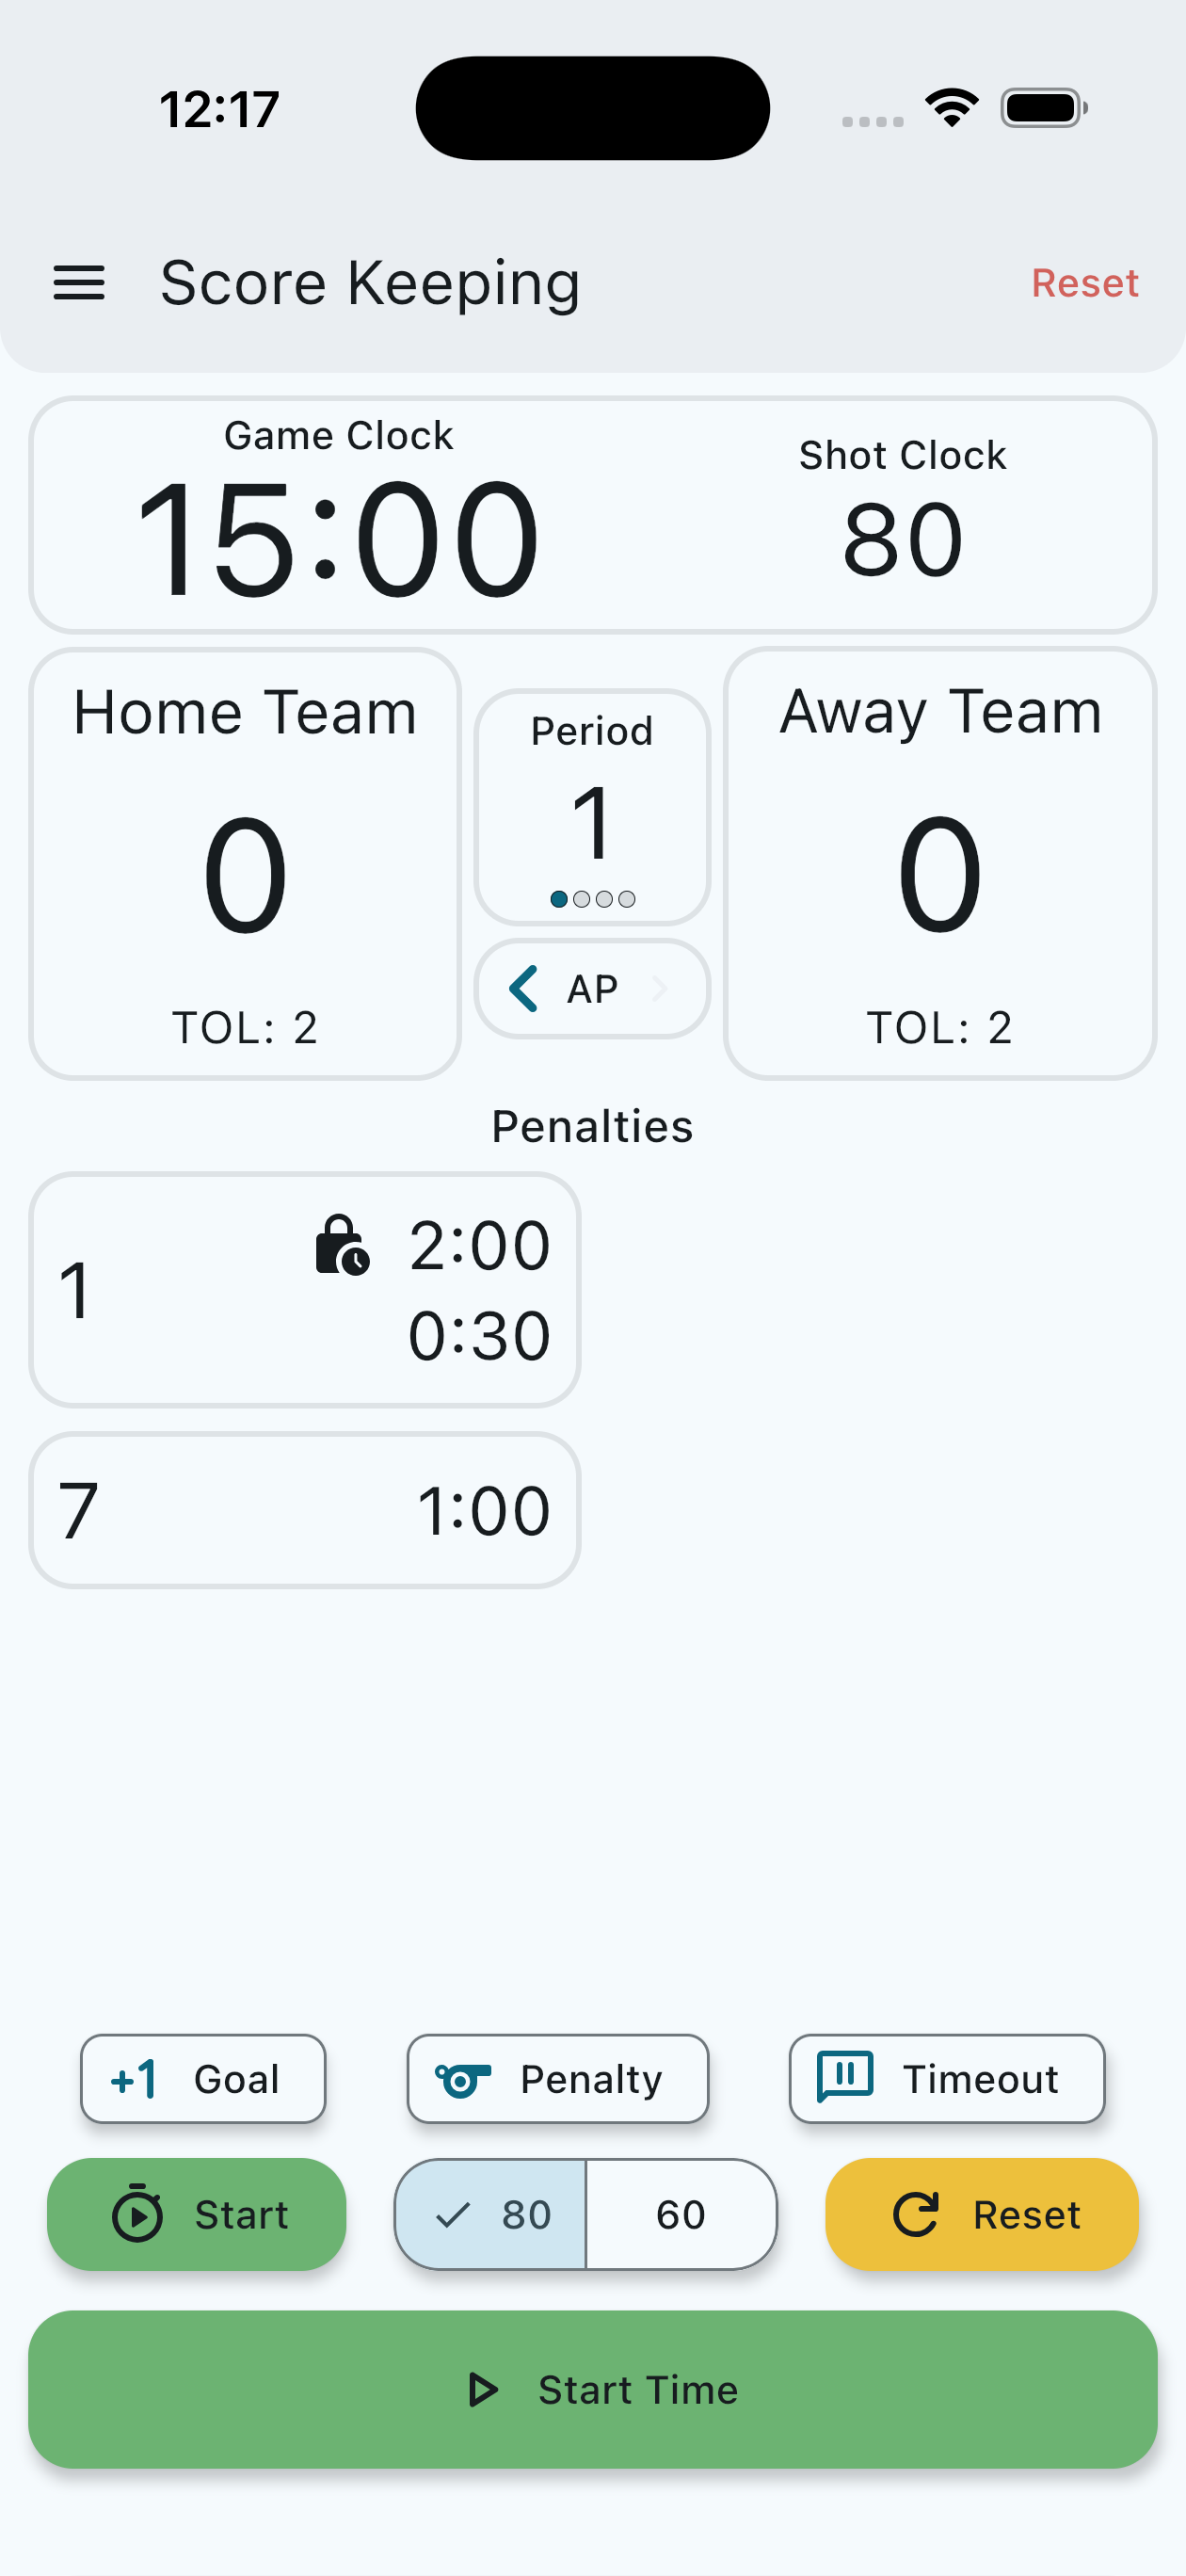 12:17
Score Keeping
Reset
Game Clock
15:00
Shot Clock
80
Home Team
0
TOL: 2
Period
1
AP
Away Team
0
TOL: 2
Penalties
1
2:00
0:30
7
1:00
+1 Goal
Penalty
Timeout
Start
80
60
Reset
Start Time